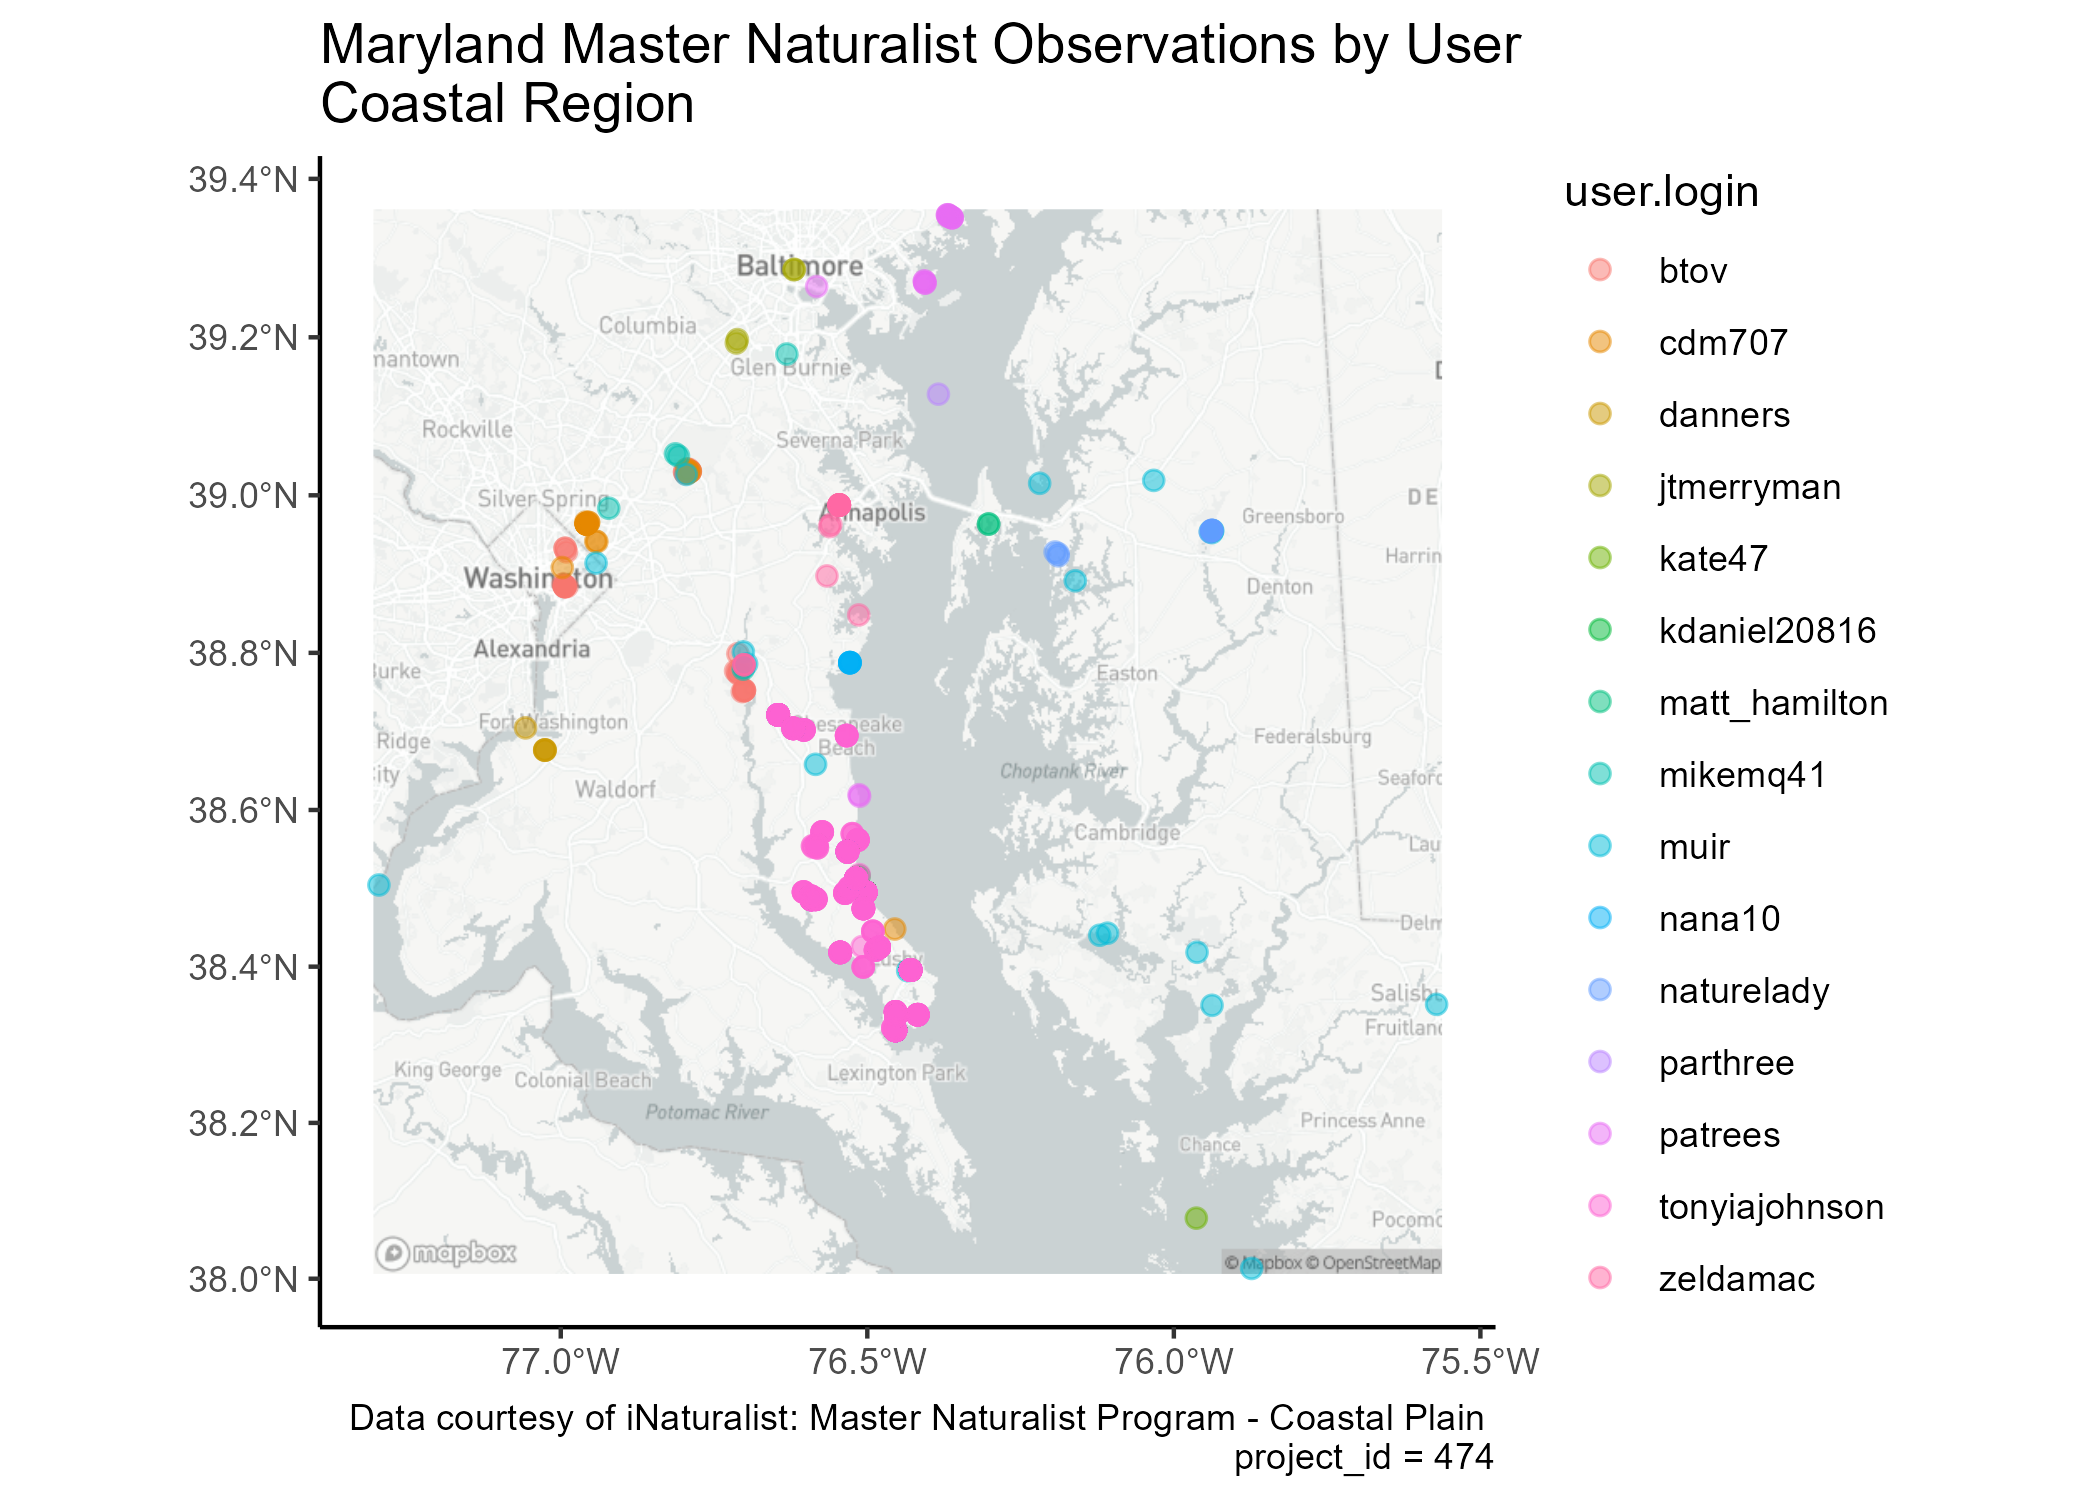 Maryland Master Naturalist Observations by User
Coastal Region
39.4°N
39.2°N
39.0°N
38.8°N
38.6°N
38.4°N
38.2°N
38.0°N
77.0°W
76.5°W
76.0°W
75.5°W
Baltimore
Columbia
mantown
Glen Burnie
Rockville
Severna Park
Silver Spring
Annapolis
DE
Greensboro
Harrin
Washington
Denton
Alexandria
Burke
Easton
Fort Washington
Chesapeake
Beach
Ridge
Federalsburg
City
Choptank River
Seaford
Waldorf
Cambridge
Lau
Delm
Lusby
Salisbu
Fruitland
King George
Colonial Beach
Lexington Park
Potomac River
Princess Anne
Chance
Pocomo
mapbox
© Mapbox © OpenStreetMap
user.login
btov
cdm707
danners
jtmerryman
kate47
kdaniel20816
matt_hamilton
mikemq41
muir
nana10
naturelady
parthree
patrees
tonyiajohnson
zeldamac
Data courtesy of iNaturalist: Master Naturalist Program - Coastal Plain
project_id = 474